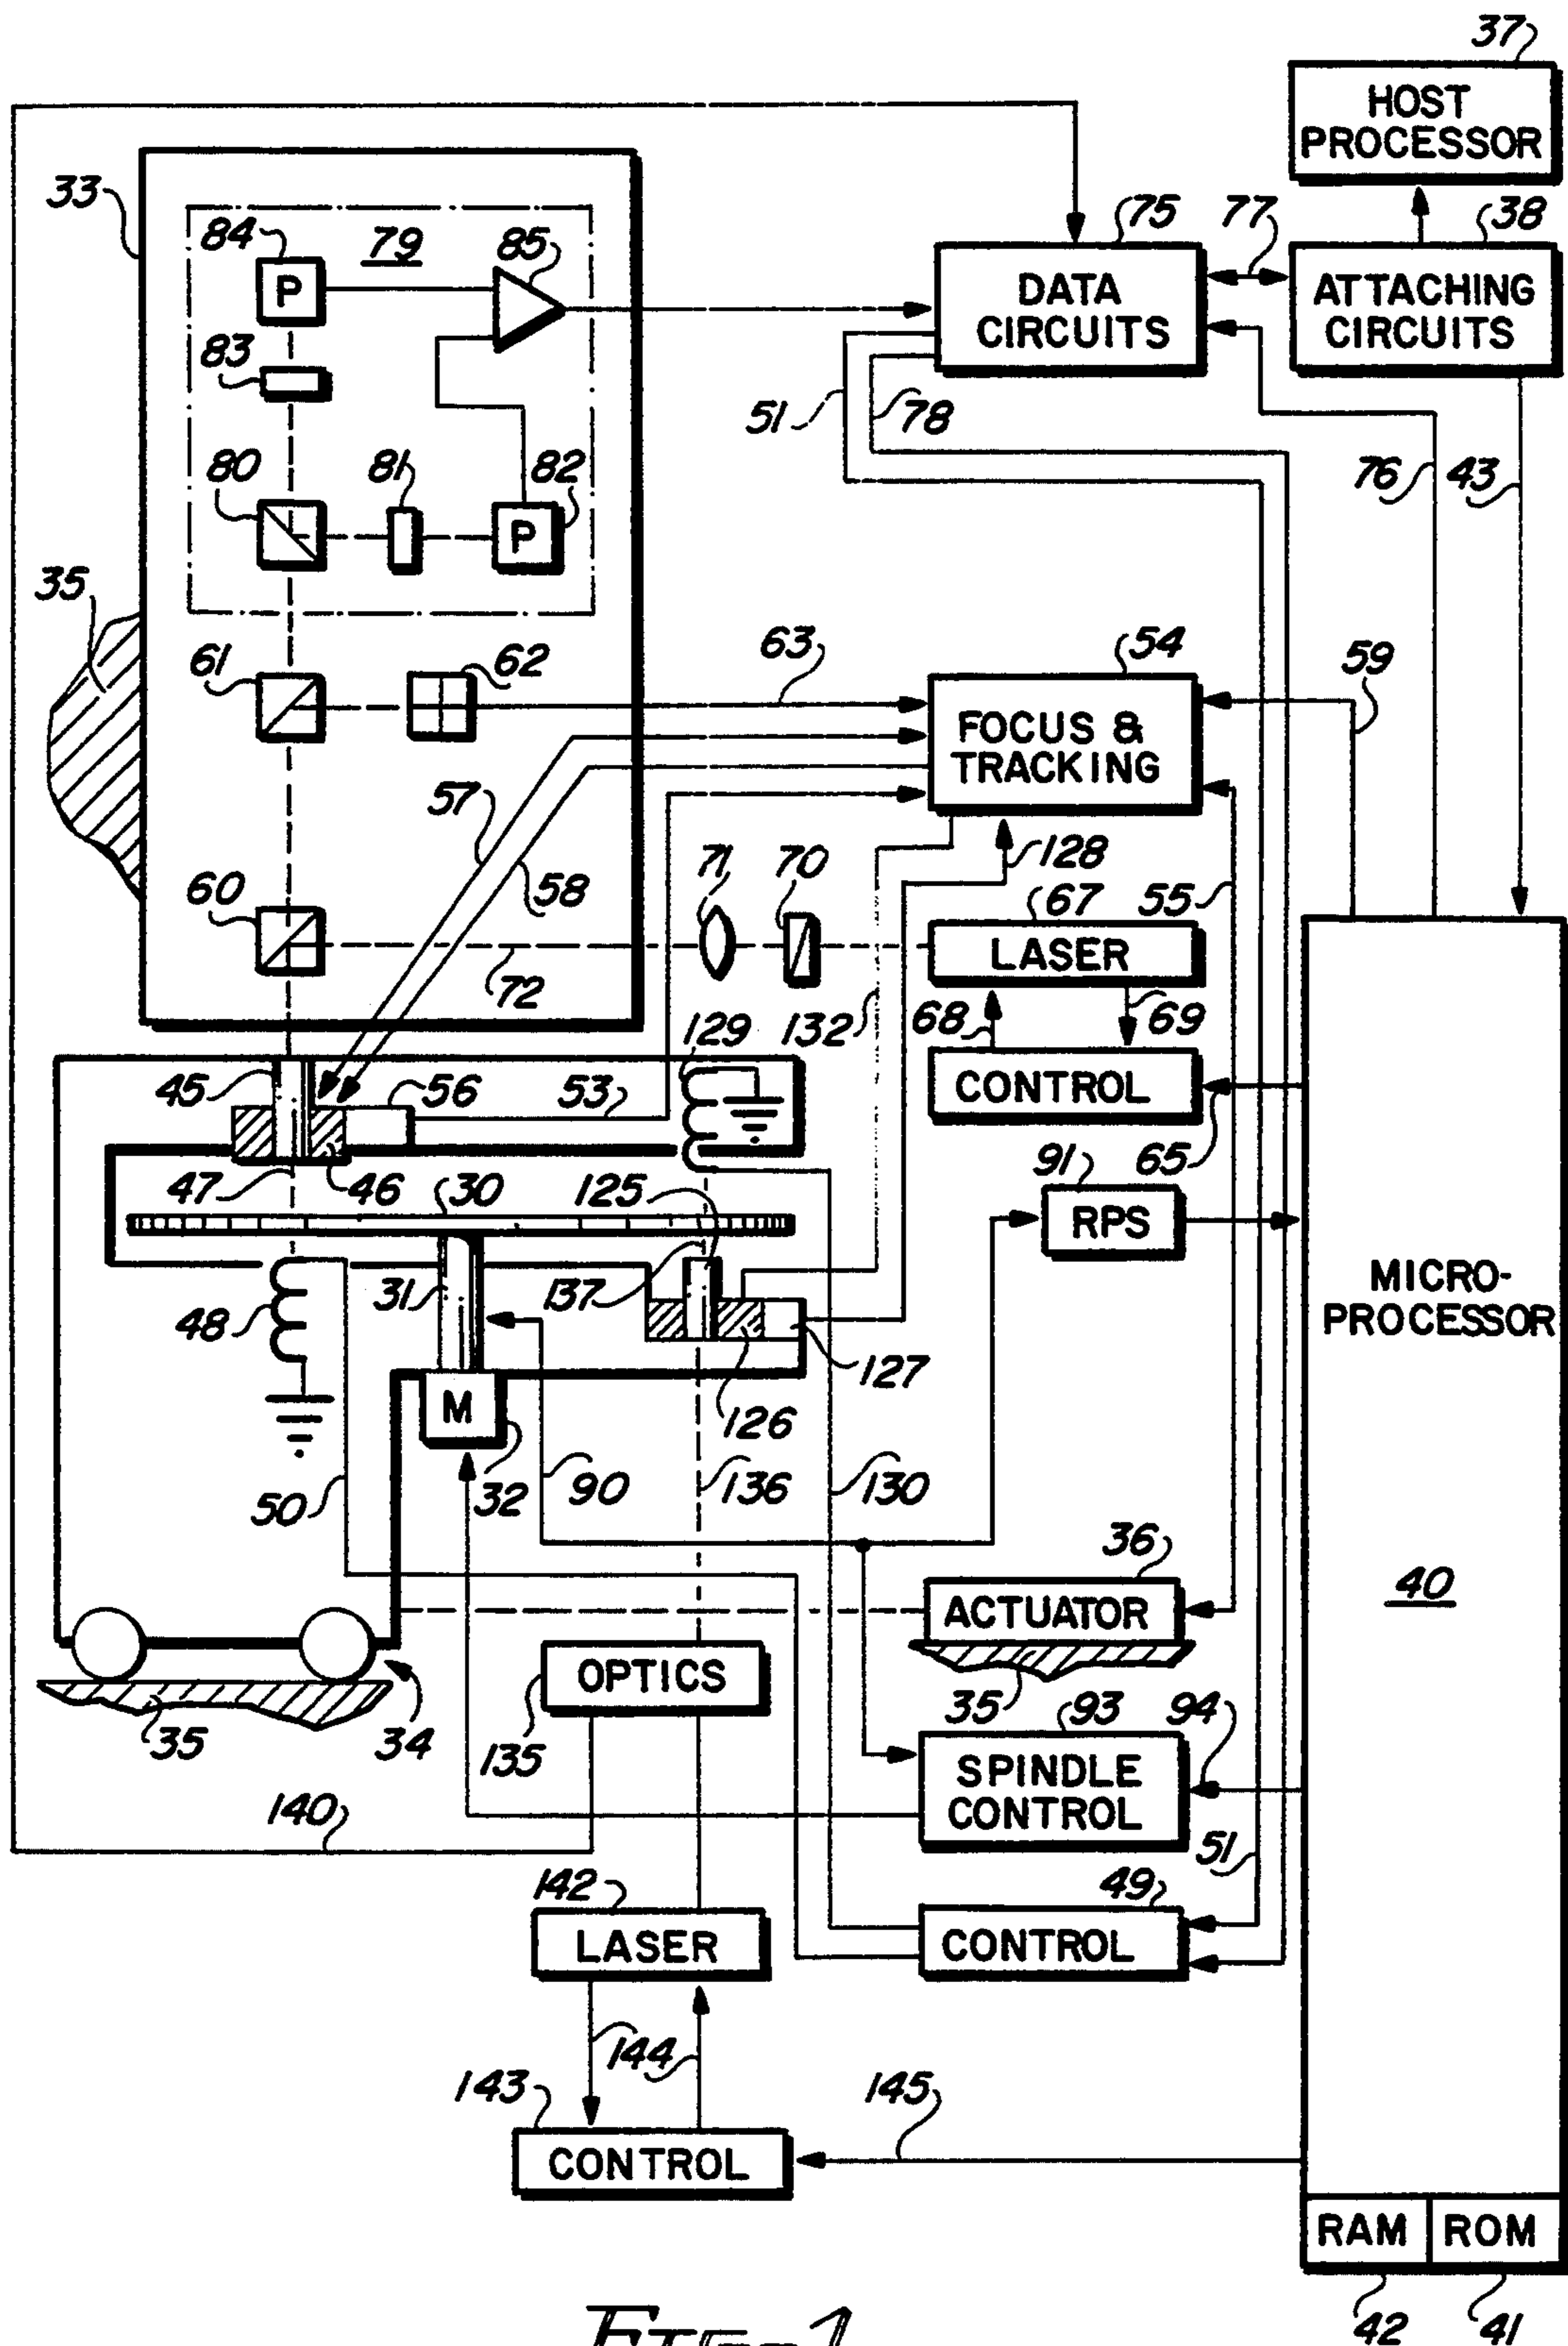 37
HOST
PROCESSOR
33
84
79
85
P
75
77
38
DATA
CIRCUITS
ATTACHING
CIRCUITS
83
51
78
80
81
82
P
76
43
35
61
62
63
54
59
FOCUS &
TRACKING
57
58
128
55
60
71
70
67
LASER
72
132
68
69
129
45
56
53
CONTROL
65
47
46
30
125
91
RPS
MICRO-
PROCESSOR
31
137
48
127
M
126
32
90
136
130
50
36
40
ACTUATOR
OPTICS
35
35
34
135
93
94
SPINDLE
CONTROL
140
51
142
49
LASER
CONTROL
144
143
145
CONTROL
RAM
ROM
42
41
FIG. 1